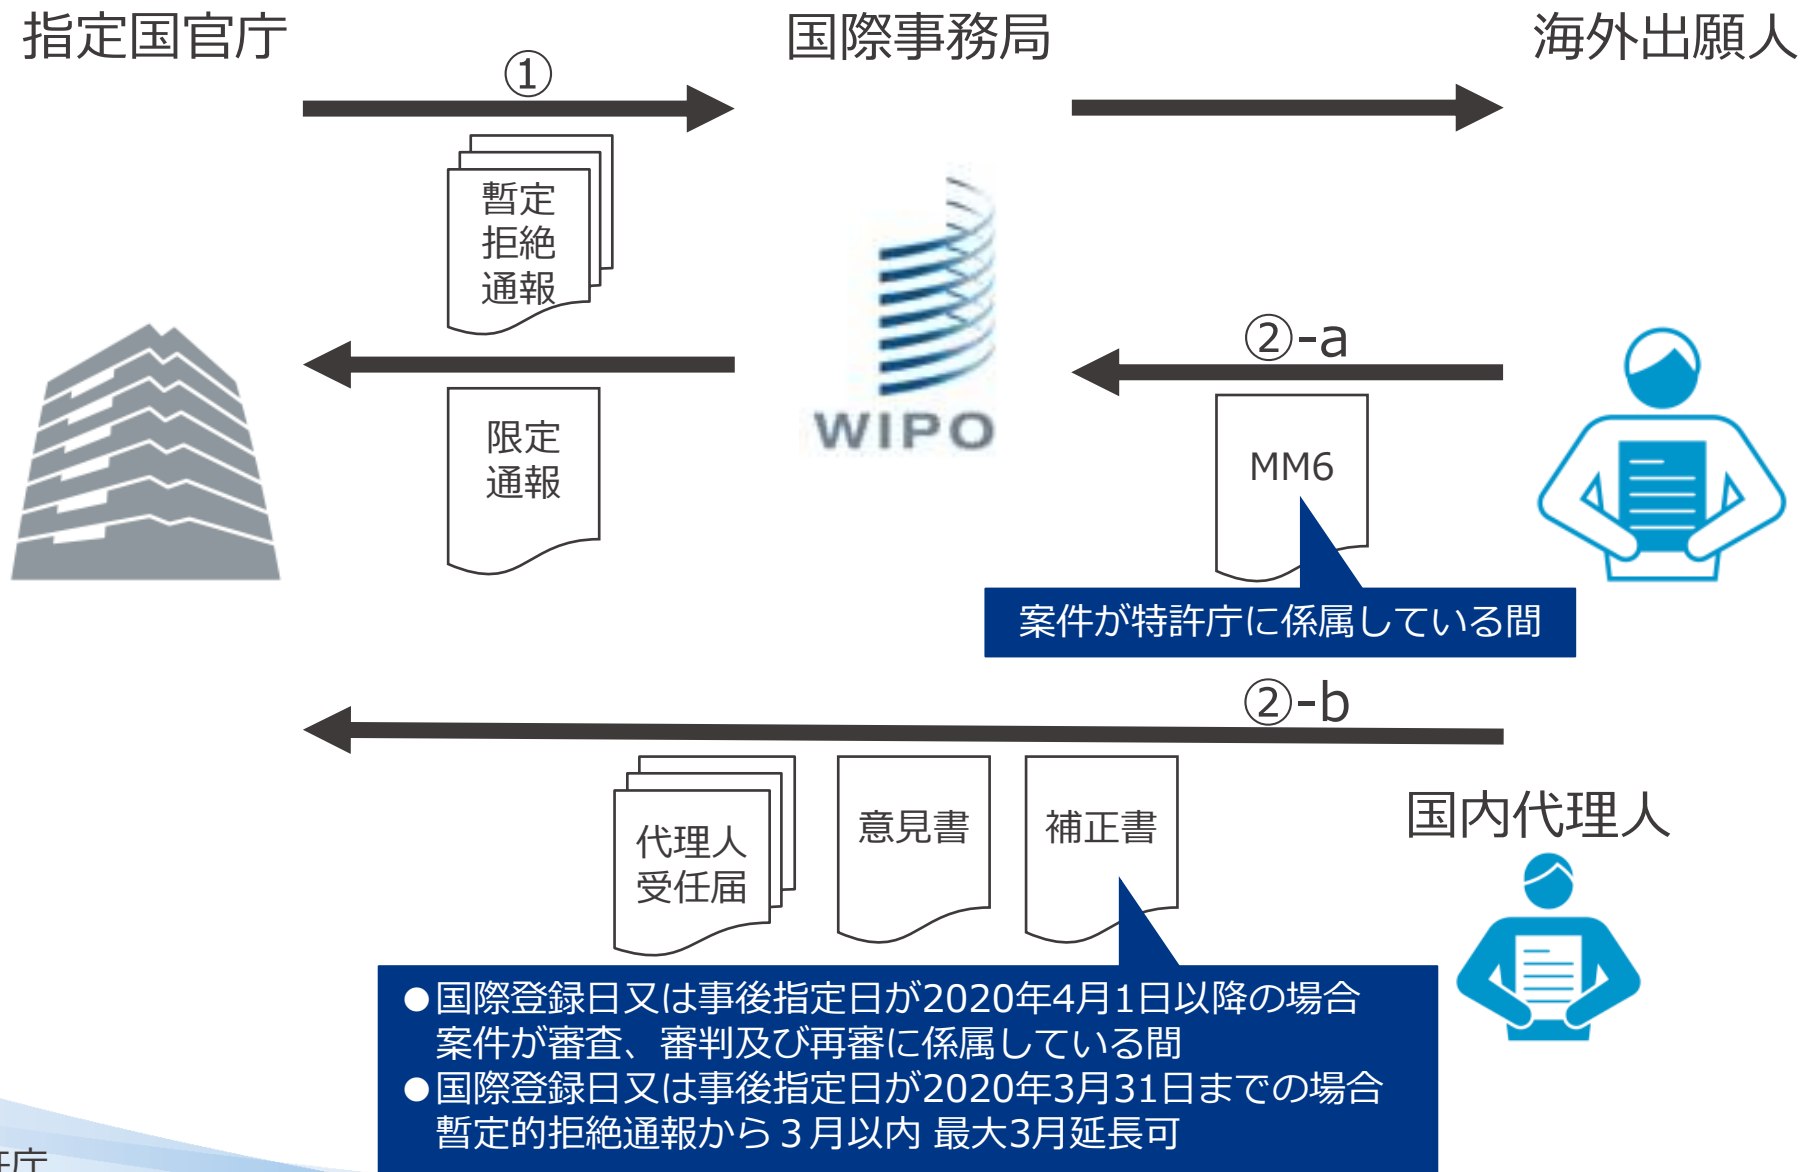 指定国官庁
国際事務局
海外出願人
①
暫定
拒絶
通報
限定
通報
WIPO
②-a
MM6
案件が特許庁に係属している間
②-b
代理人
受任届
意見書
補正書
国内代理人
●国際登録日又は事後指定日が2020年4月1日以降の場合
案件が審査、審判及び再審に係属している間
●国際登録日又は事後指定日が2020年3月31日までの場合
暫定的拒絶通報から３月以内 最大3月延長可
庁